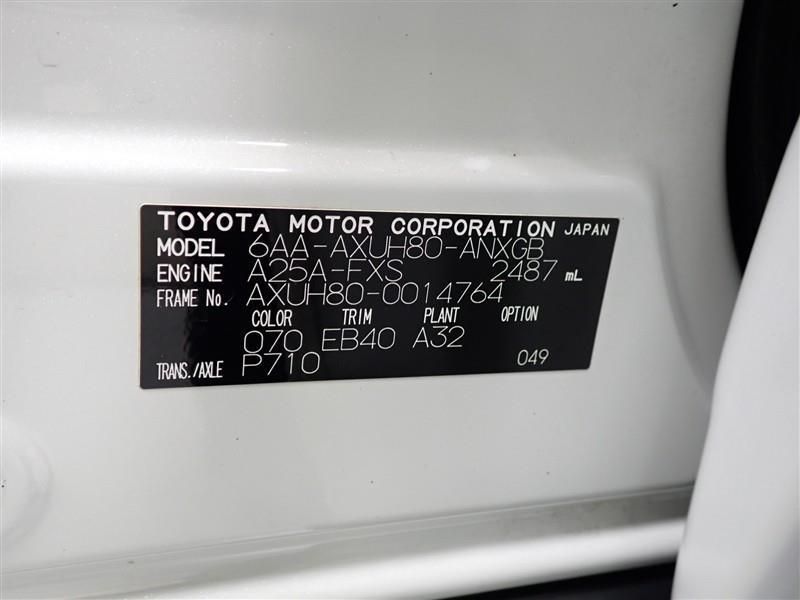 TOYOTA MOTOR CORPORATION JAPAN
MODEL 6AA-AXUH80-ANXGB
ENGINE A25A-FXS 2487 mL
FRAME No. AXUH80-0014764
COLOR TRIM PLANT OPTION
070 EB40 A32
TRANS./AXLE P710 049